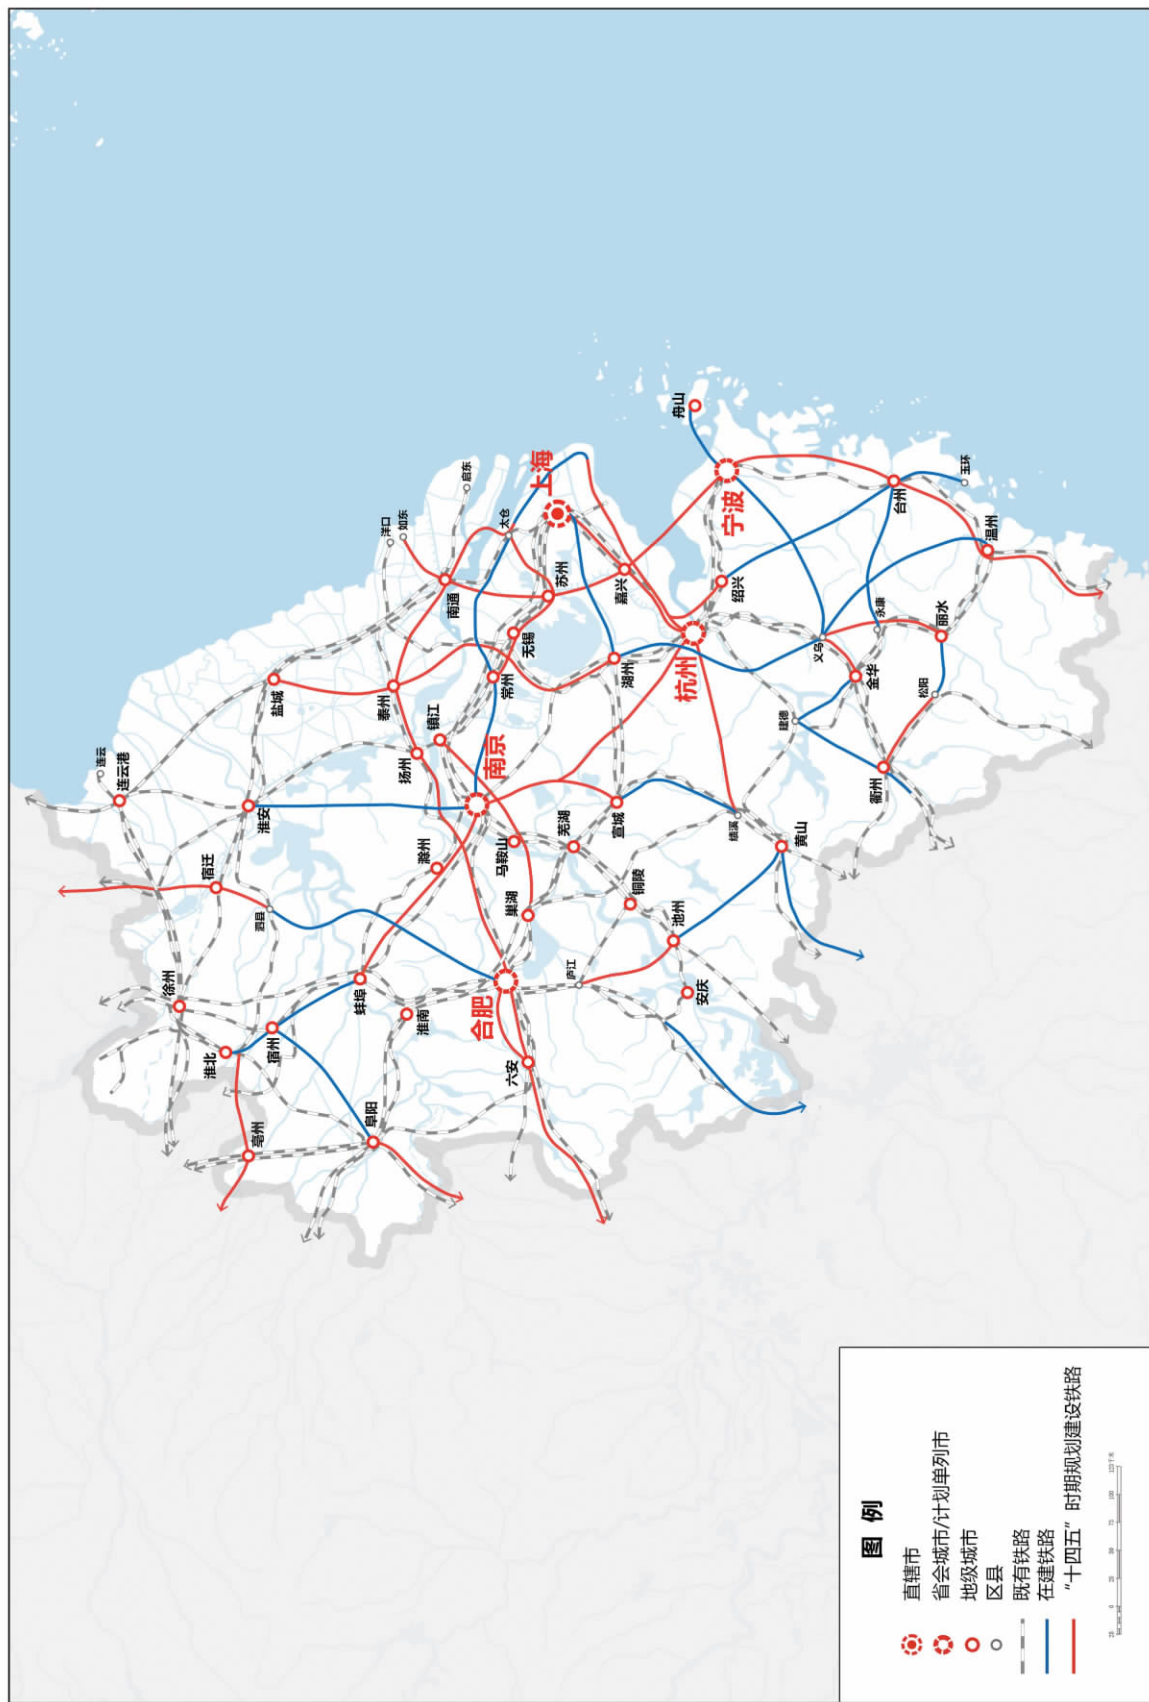 连云
连云港
宿迁
徐州
淮安
盐城
泗县
淮北
宿州
亳州
蚌埠
淮南
阜阳
滁州
扬州
泰州
镇江
南通
洋口
如东
启东
太仓
上海
苏州
无锡
常州
南京
马鞍山
芜湖
巢湖
合肥
六安
庐江
铜陵
池州
安庆
宣城
湖州
嘉兴
杭州
绍兴
宁波
舟山
绩溪
黄山
建德
义乌
金华
永康
衢州
松阳
丽水
台州
温州
玉环
图 例
直辖市
省会城市/计划单列市
地级城市
区县
既有铁路
在建铁路
“十四五”时期规划建设铁路